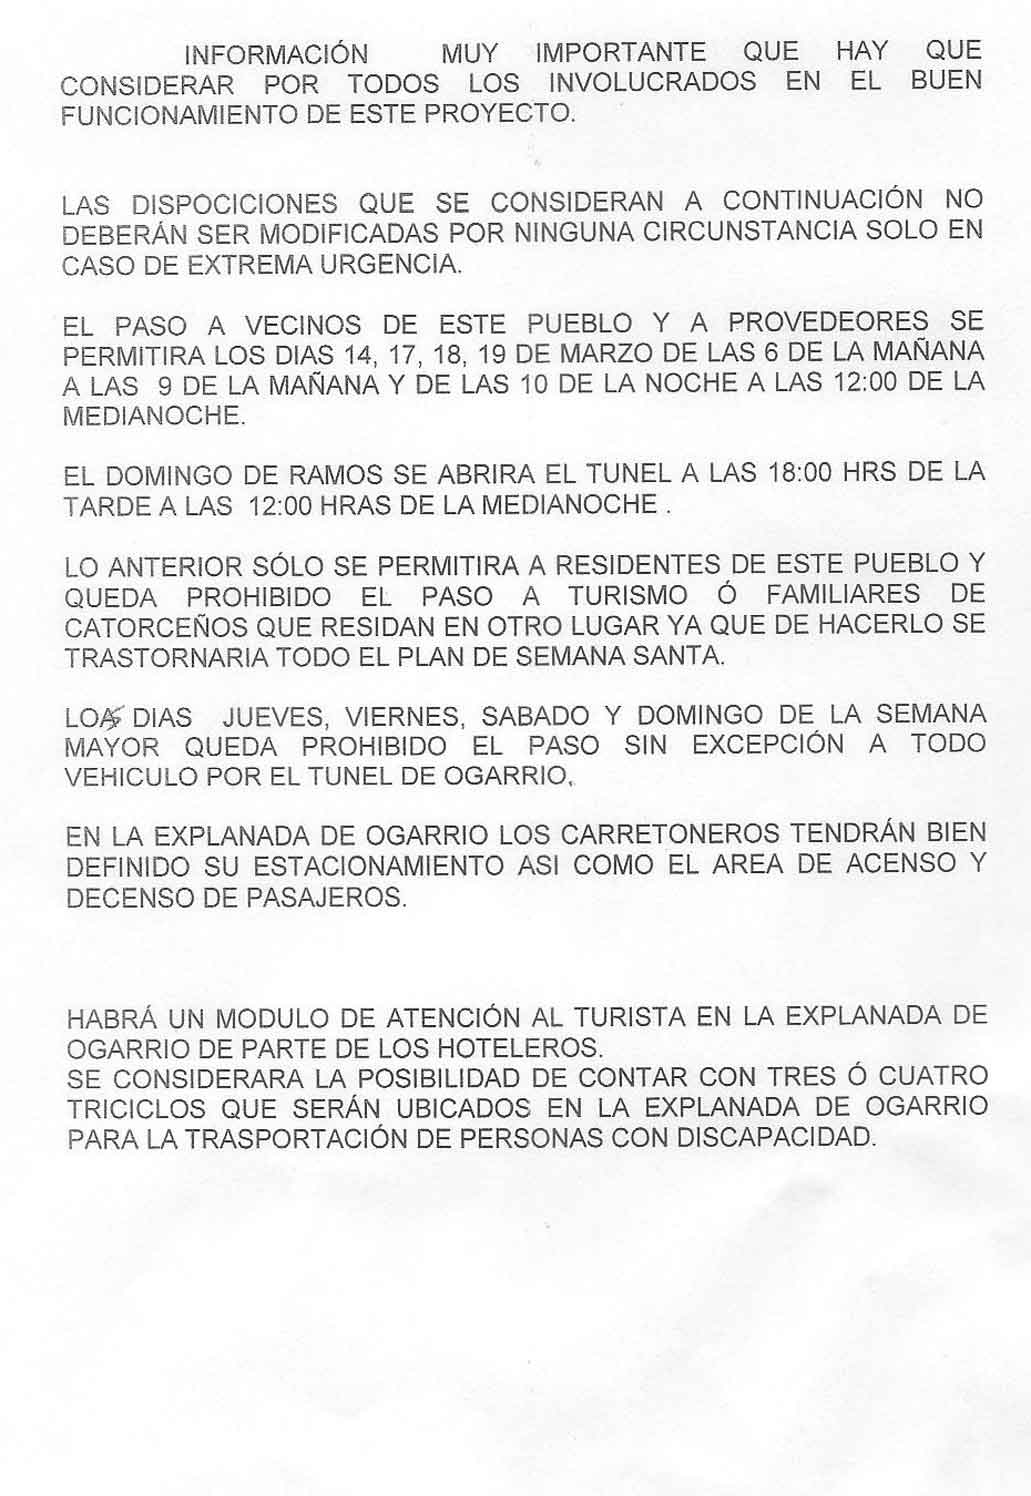 INFORMACIÓN MUY IMPORTANTE QUE HAY QUE
CONSIDERAR POR TODOS LOS INVOLUCRADOS EN EL BUEN
FUNCIONAMIENTO DE ESTE PROYECTO.
LAS DISPOCICIONES QUE SE CONSIDERAN A CONTINUACIÓN NO
DEBERÁN SER MODIFICADAS POR NINGUNA CIRCUNSTANCIA SOLO EN
CASO DE EXTREMA URGENCIA.
EL PASO A VECINOS DE ESTE PUEBLO Y A PROVEDEORES SE
PERMITIRA LOS DIAS 14, 17, 18, 19 DE MARZO DE LAS 6 DE LA MAÑANA
A LAS 9 DE LA MAÑANA Y DE LAS 10 DE LA NOCHE A LAS 12:00 DE LA
MEDIANOCHE.
EL DOMINGO DE RAMOS SE ABRIRA EL TUNEL A LAS 18:00 HRS DE LA
TARDE A LAS 12:00 HRAS DE LA MEDIANOCHE .
LO ANTERIOR SÓLO SE PERMITIRA A RESIDENTES DE ESTE PUEBLO Y
QUEDA PROHIBIDO EL PASO A TURISMO Ó FAMILIARES DE
CATORCEÑOS QUE RESIDAN EN OTRO LUGAR YA QUE DE HACERLO SE
TRASTORNARIA TODO EL PLAN DE SEMANA SANTA.
LOS DIAS JUEVES, VIERNES, SABADO Y DOMINGO DE LA SEMANA
MAYOR QUEDA PROHIBIDO EL PASO SIN EXCEPCIÓN A TODO
VEHICULO POR EL TUNEL DE OGARRIO.
EN LA EXPLANADA DE OGARRIO LOS CARRETONEROS TENDRÁN BIEN
DEFINIDO SU ESTACIONAMIENTO ASI COMO EL AREA DE ACENSO Y
DECENSO DE PASAJEROS.
HABRÁ UN MODULO DE ATENCIÓN AL TURISTA EN LA EXPLANADA DE
OGARRIO DE PARTE DE LOS HOTELEROS.
SE CONSIDERARA LA POSIBILIDAD DE CONTAR CON TRES Ó CUATRO
TRICICLOS QUE SERÁN UBICADOS EN LA EXPLANADA DE OGARRIO
PARA LA TRASPORTACIÓN DE PERSONAS CON DISCAPACIDAD.